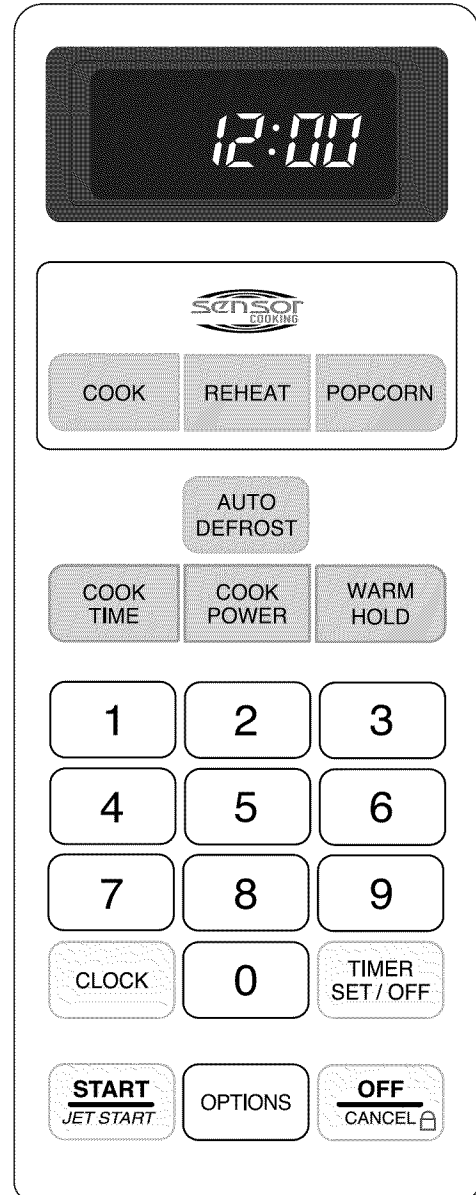 12:00
sensor
COOKING
COOK REHEAT POPCORN
AUTO
DEFROST
COOK
TIME
COOK
POWER
WARM
HOLD
1 2 3
4 5 6
7 8 9
CLOCK
0
TIMER
SET / OFF
START
JET START
OPTIONS
OFF
CANCEL